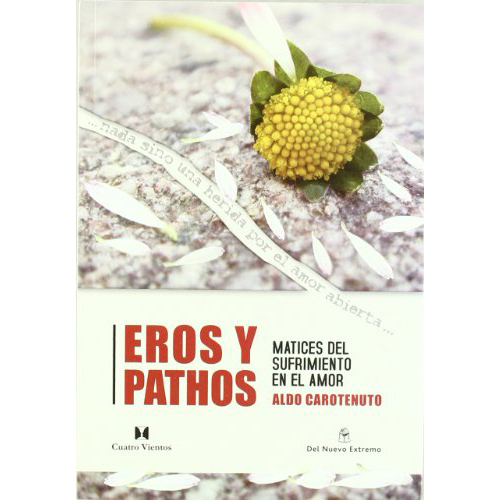 ... nada sino una herida por el amor abierta ...
EROS Y
PATHOS
MATICES DEL
SUFRIMIENTO
EN EL AMOR
ALDO CAROTENUTO
Cuatro Vientos
Del Nuevo Extremo